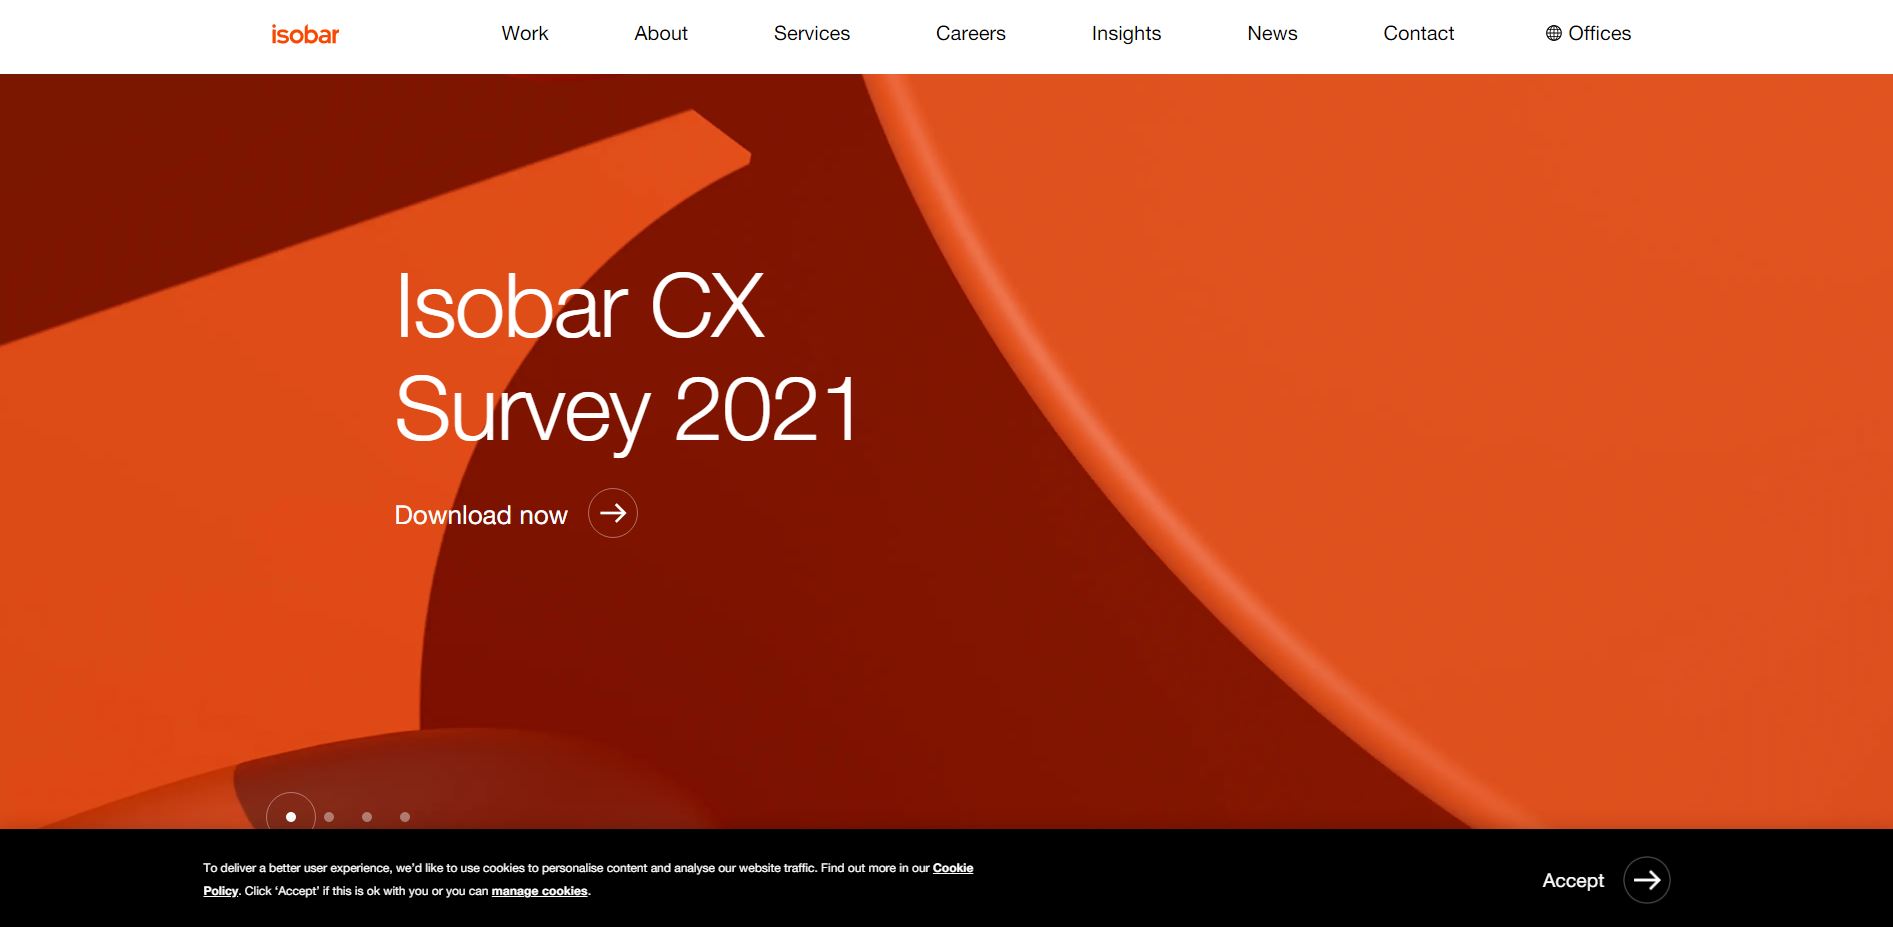 isobar
Work
About
Services
Careers
Insights
News
Contact
Offices
Isobar CX
Survey 2021
Download now
To deliver a better user experience, we’d like to use cookies to personalise content and analyse our website traffic. Find out more in our Cookie
Policy. Click ‘Accept’ if this is ok with you or you can manage cookies.
Accept